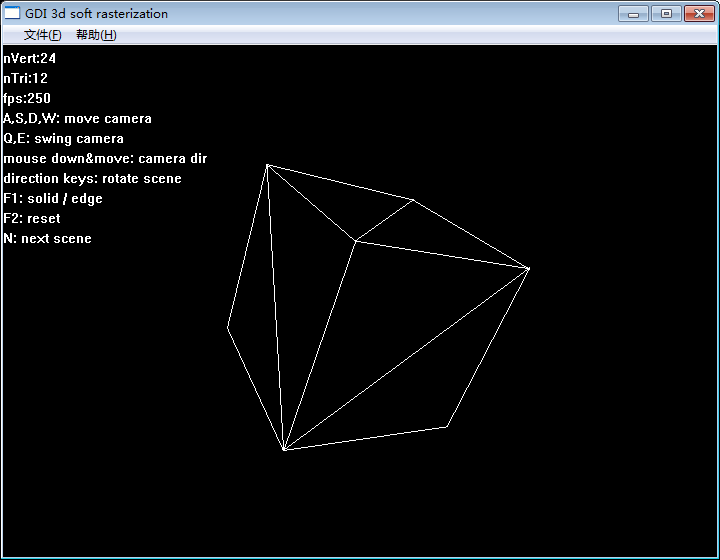 GDI 3d soft rasterization
文件(F) 帮助(H)
nVert:24
nTri:12
fps:250
A,S,D,W: move camera
Q,E: swing camera
mouse down&move: camera dir
direction keys: rotate scene
F1: solid / edge
F2: reset
N: next scene